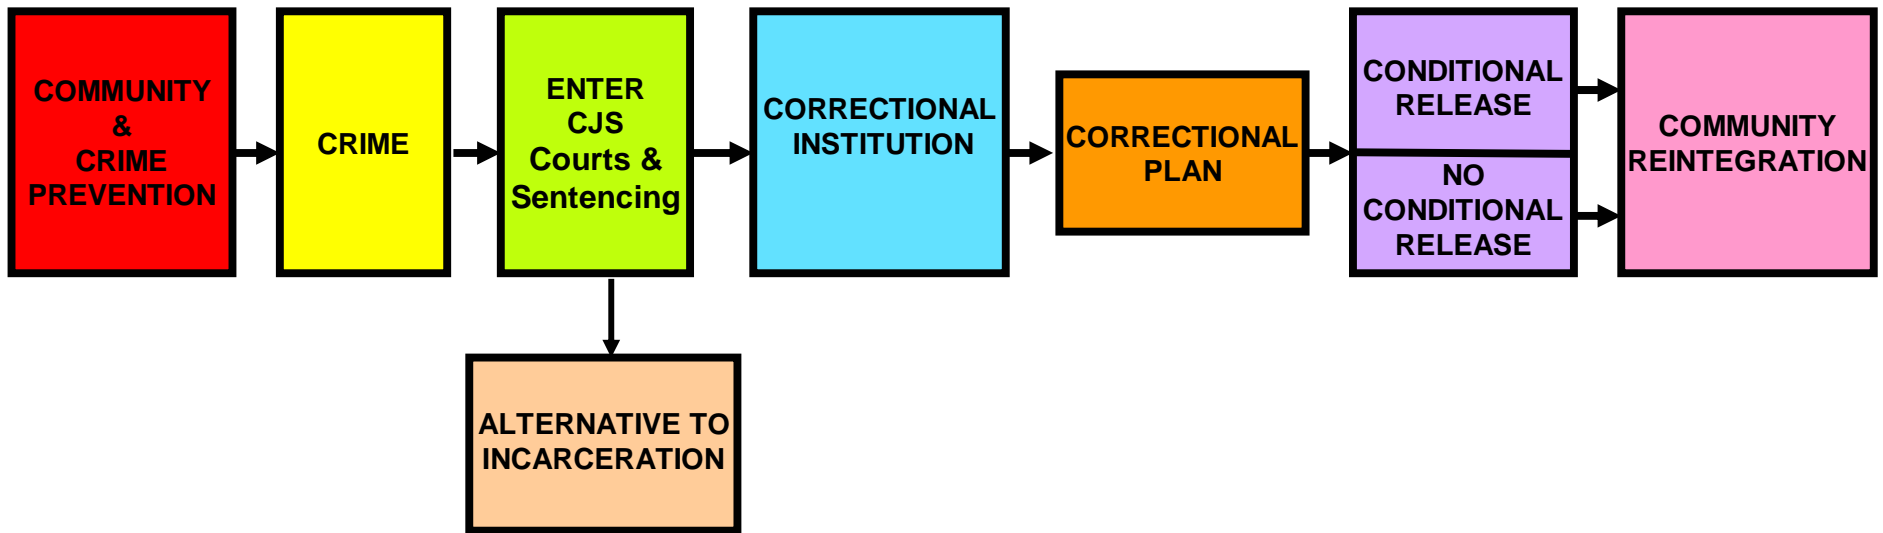 COMMUNITY
&
CRIME
PREVENTION
CRIME
ENTER
CJS
Courts &
Sentencing
CORRECTIONAL
INSTITUTION
CORRECTIONAL
PLAN
CONDITIONAL
RELEASE
NO
CONDITIONAL
RELEASE
COMMUNITY
REINTEGRATION
ALTERNATIVE TO
INCARCERATION